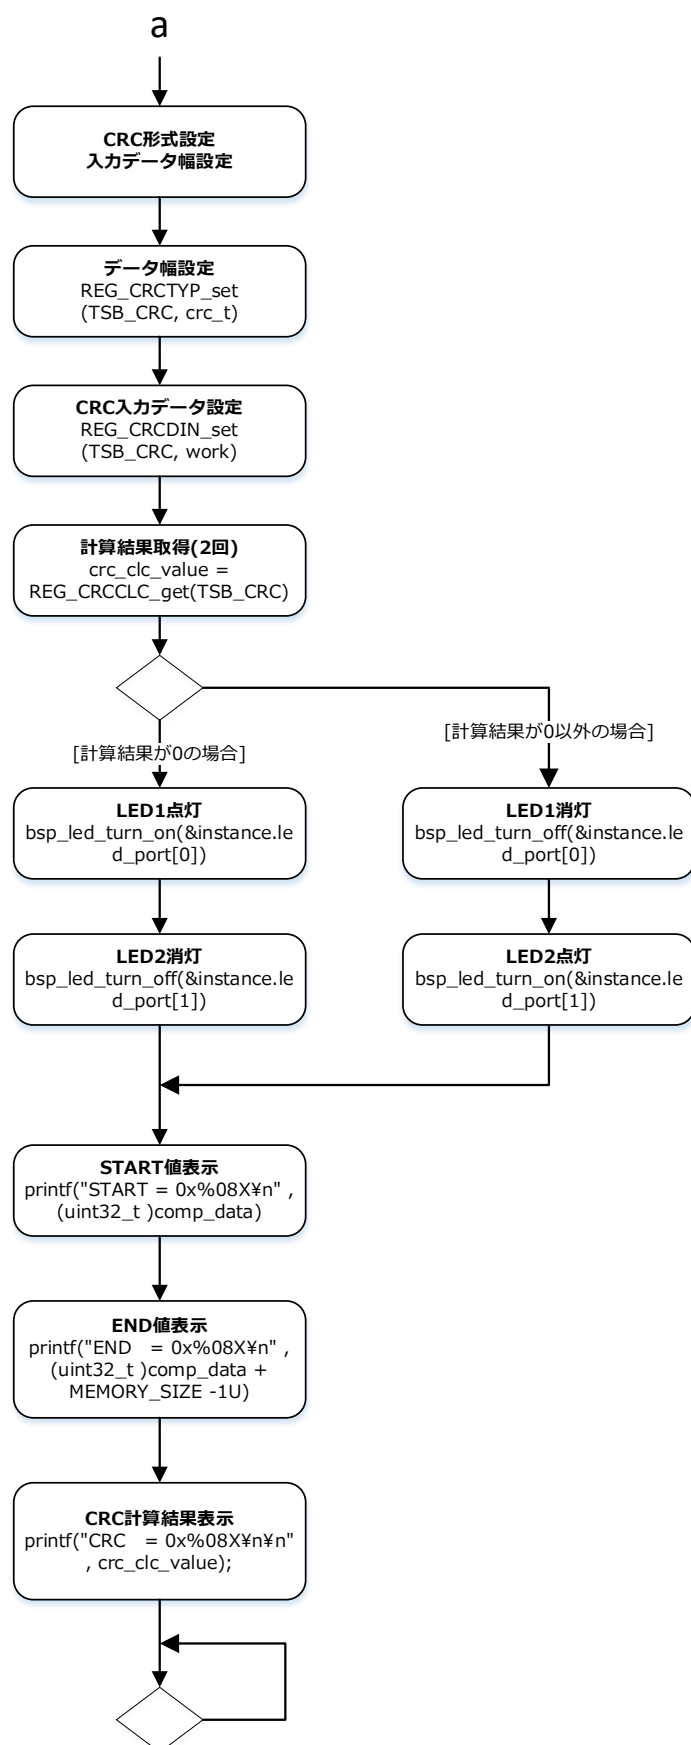 a
CRC形式設定
入力データ幅設定
データ幅設定
REG_CRCTYP_set
(TSB_CRC, crc_t)
CRC入力データ設定
REG_CRCDIN_set
(TSB_CRC, work)
計算結果取得(2回)
crc_clc_value =
REG_CRCCLC_get(TSB_CRC)
[計算結果が0の場合]
[計算結果が0以外の場合]
LED1点灯
bsp_led_turn_on(&instance.le
d_port[0])
LED1消灯
bsp_led_turn_off(&instance.le
d_port[0])
LED2消灯
bsp_led_turn_off(&instance.le
d_port[1])
LED2点灯
bsp_led_turn_on(&instance.le
d_port[1])
START値表示
printf("START = 0x%08X¥n" ,
(uint32_t )comp_data)
END値表示
printf("END   = 0x%08X¥n" ,
(uint32_t )comp_data +
MEMORY_SIZE -1U)
CRC計算結果表示
printf("CRC   = 0x%08X¥n¥n"
, crc_clc_value);